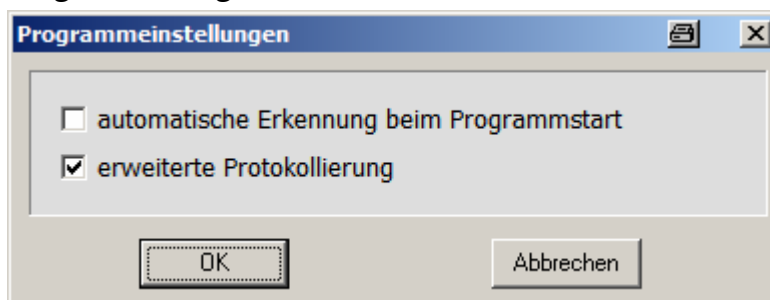 Programmeinstellungen
automatische Erkennung beim Programmstart
erweiterte Protokollierung
OK
Abbrechen